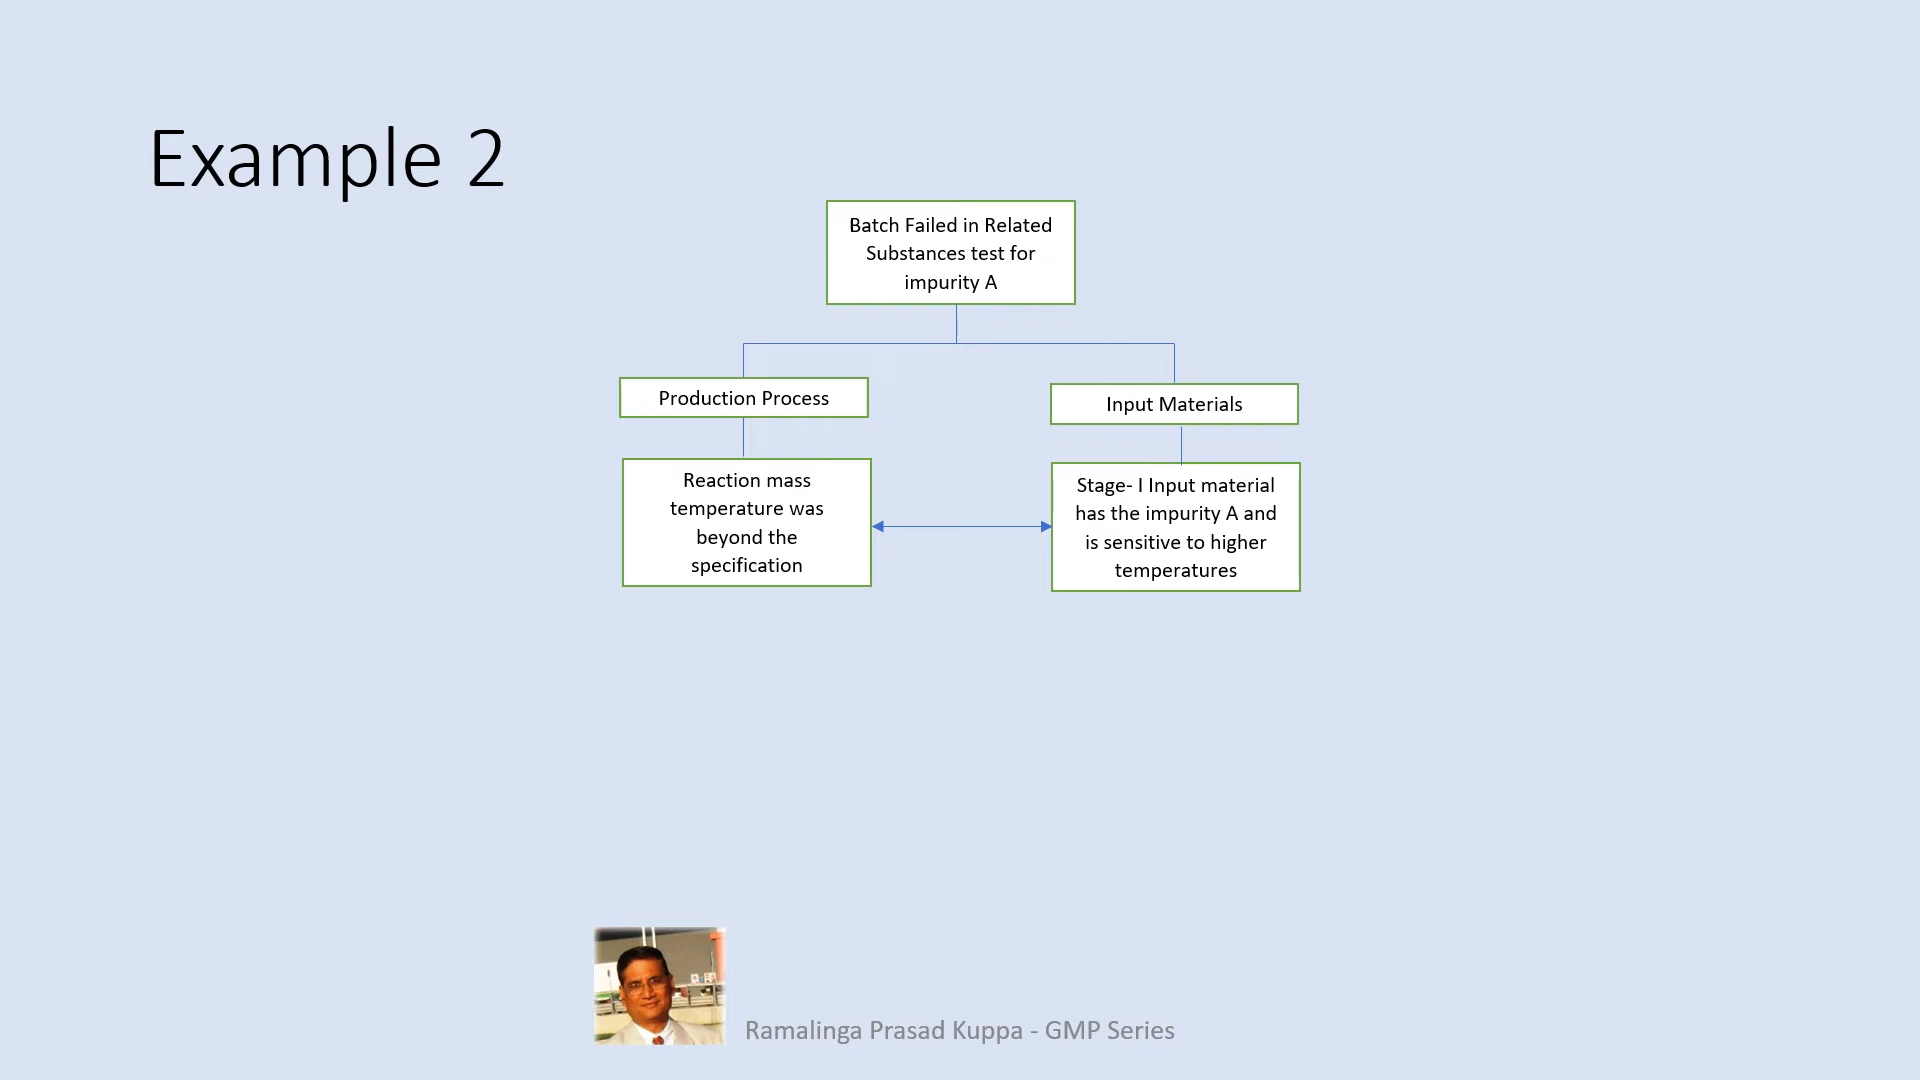 Example 2
Batch Failed in Related
Substances test for
impurity A
Production Process
Input Materials
Reaction mass
temperature was
beyond the
specification
Stage- I Input material
has the impurity A and
is sensitive to higher
temperatures
Ramalinga Prasad Kuppa - GMP Series